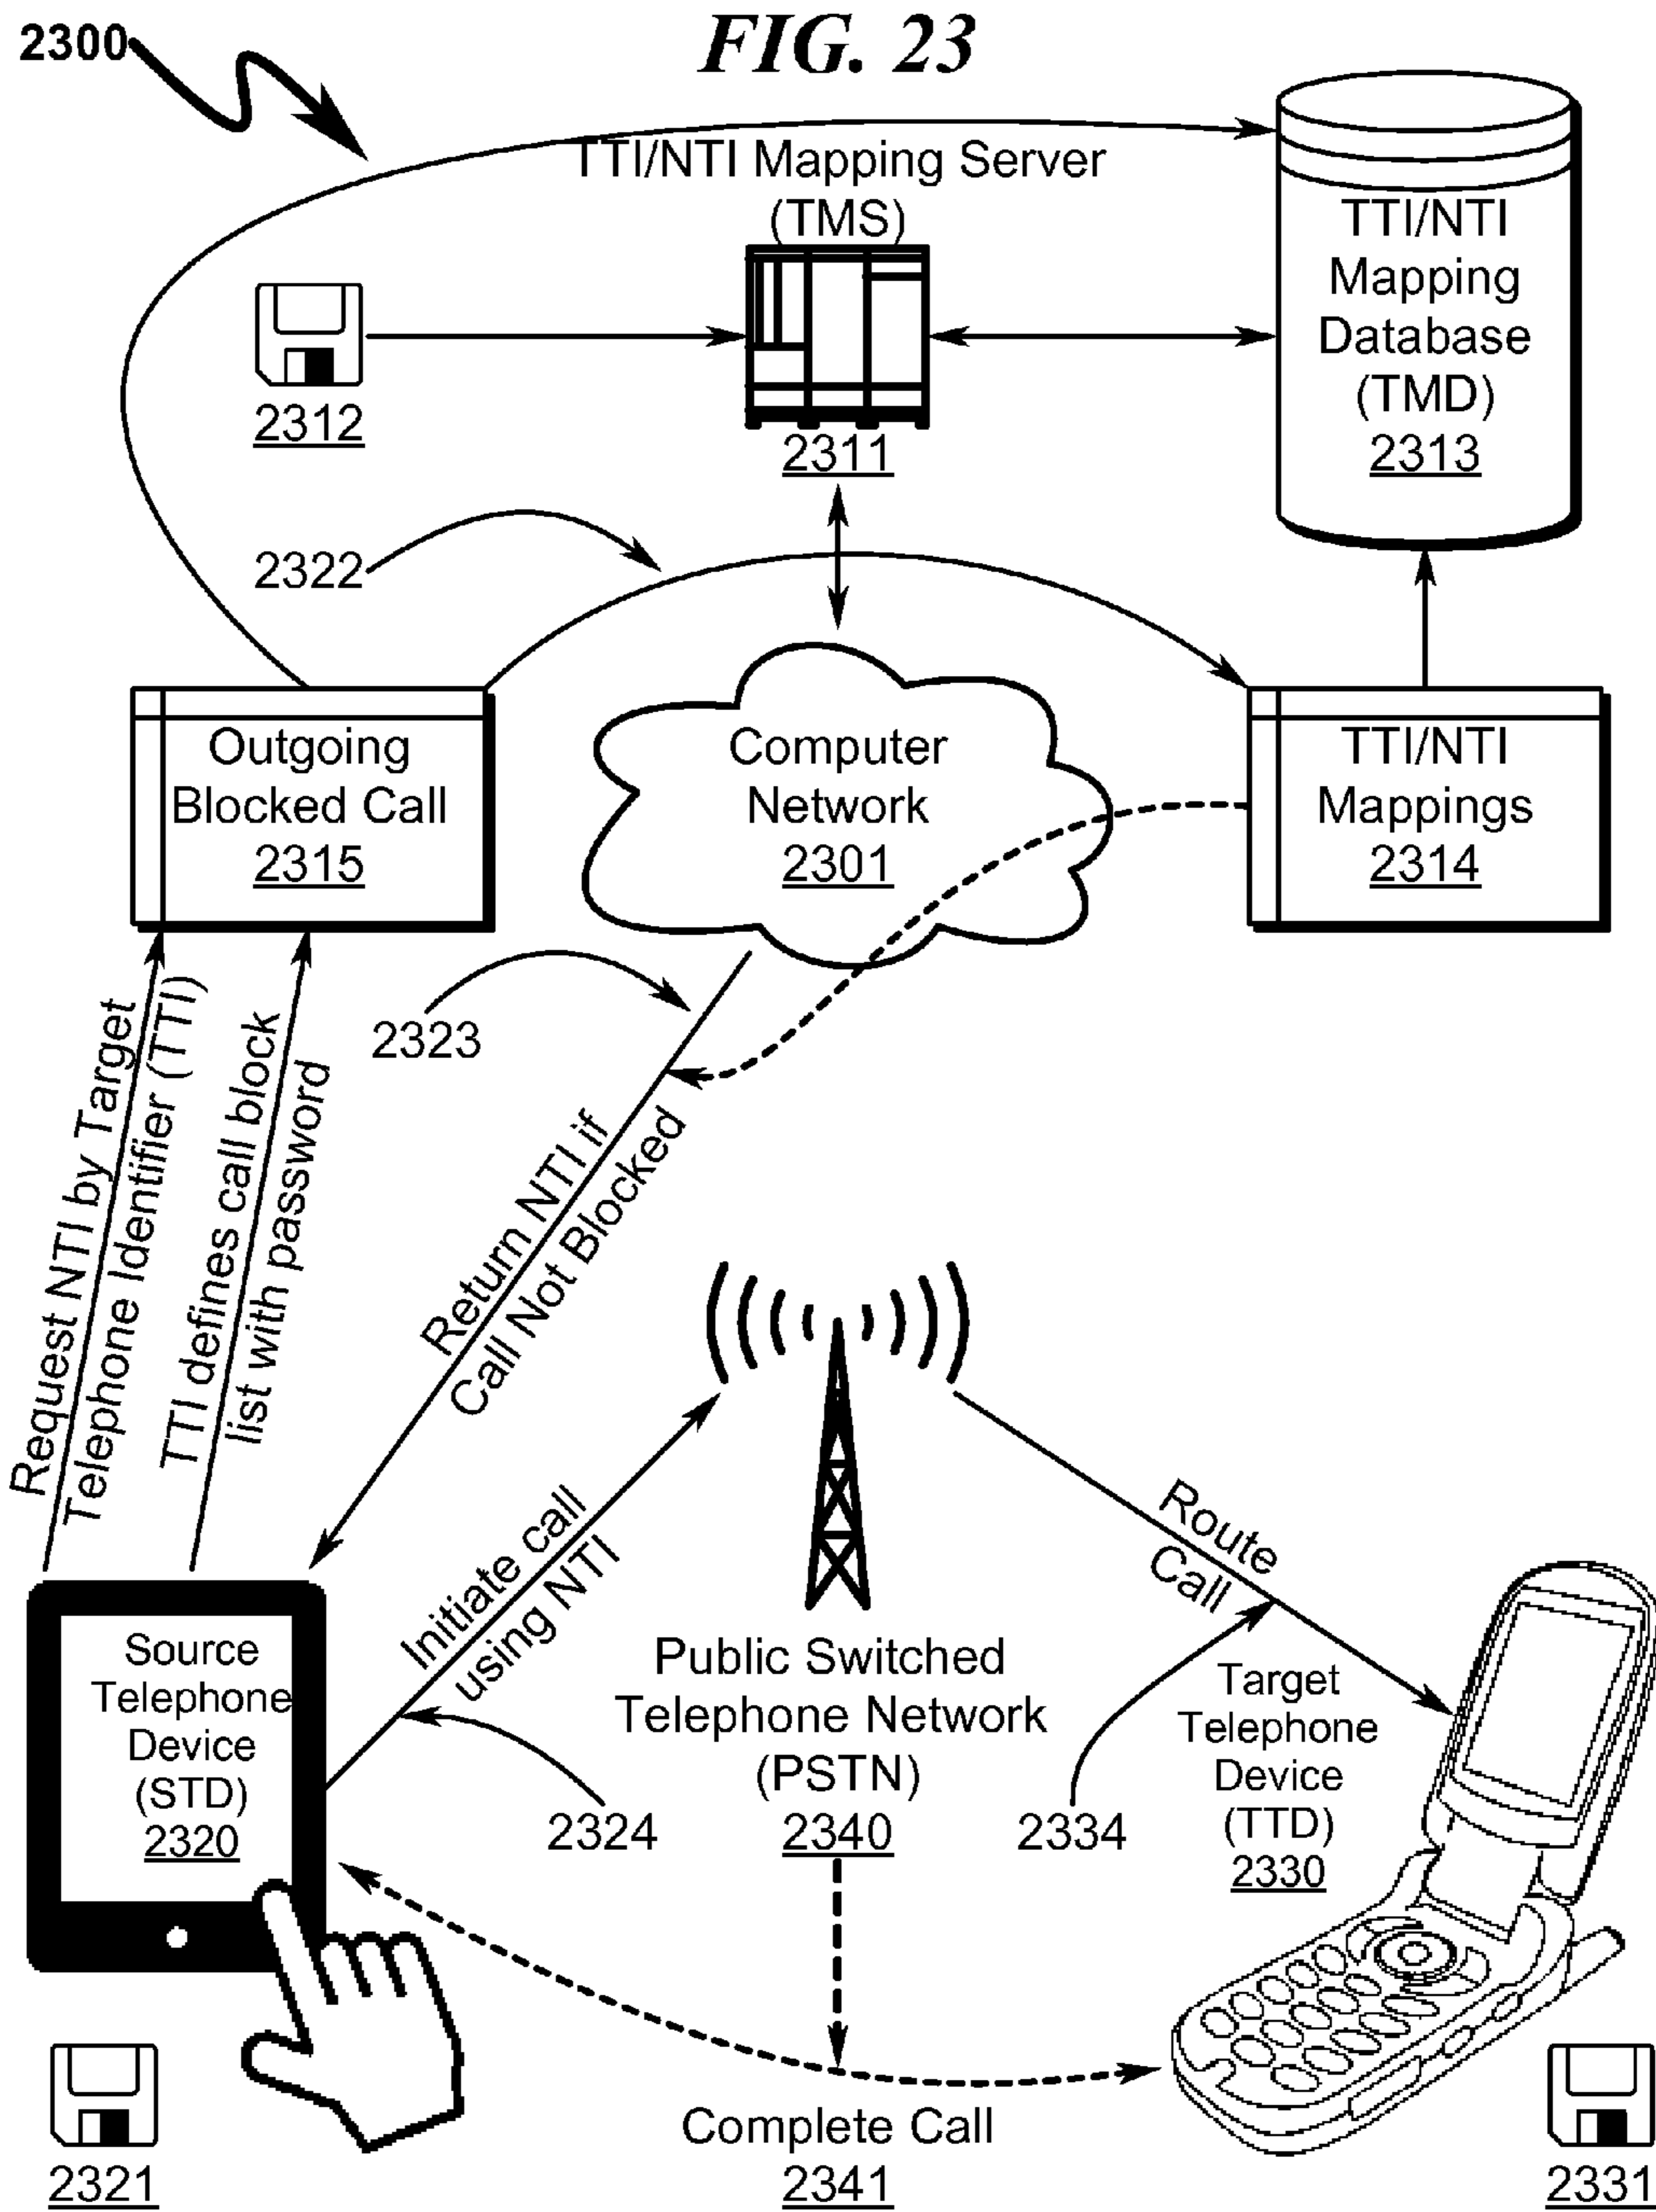 FIG. 23
2300
TTI/NTI Mapping Server
(TMS)
2311
2312
TTI/NTI
Mapping
Database
(TMD)
2313
2322
Outgoing
Blocked Call
2315
Computer
Network
2301
TTI/NTI
Mappings
2314
2323
Request NTI by Target
Telephone Identifier (TTI)
TTI defines call block
list with password
Return NTI if
Call Not Blocked
Initiate call
using NTI
Route
Call
Source
Telephone
Device
(STD)
2320
2324
Public Switched
Telephone Network
(PSTN)
2340
2334
Target
Telephone
Device
(TTD)
2330
Complete Call
2341
2321
2331